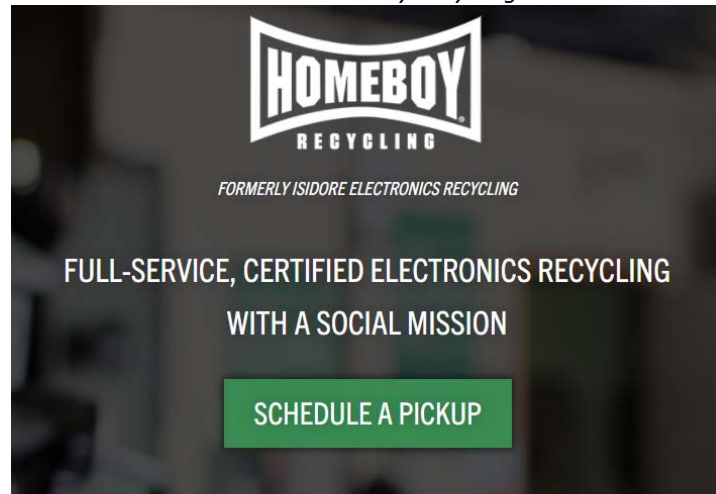 HOMEBOY
RECYCLING
FORMERLY ISIDORE ELECTRONICS RECYCLING
FULL-SERVICE, CERTIFIED ELECTRONICS RECYCLING
WITH A SOCIAL MISSION
SCHEDULE A PICKUP